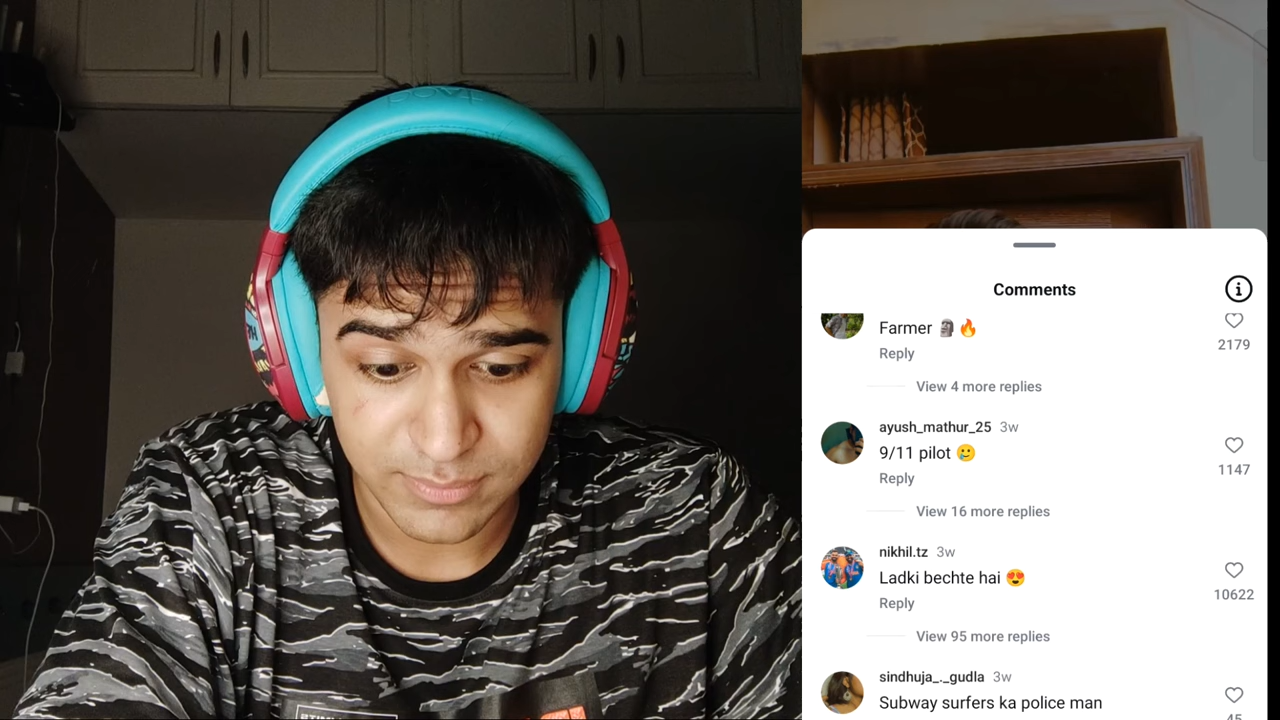 Comments
Farmer 🗿🔥
2179
Reply
View 4 more replies
ayush_mathur_25 3w
9/11 pilot 🥲
1147
Reply
View 16 more replies
nikhil.tz 3w
Ladki bechte hai 😍
10622
Reply
View 95 more replies
sindhuja_._gudla 3w
Subway surfers ka police man
45